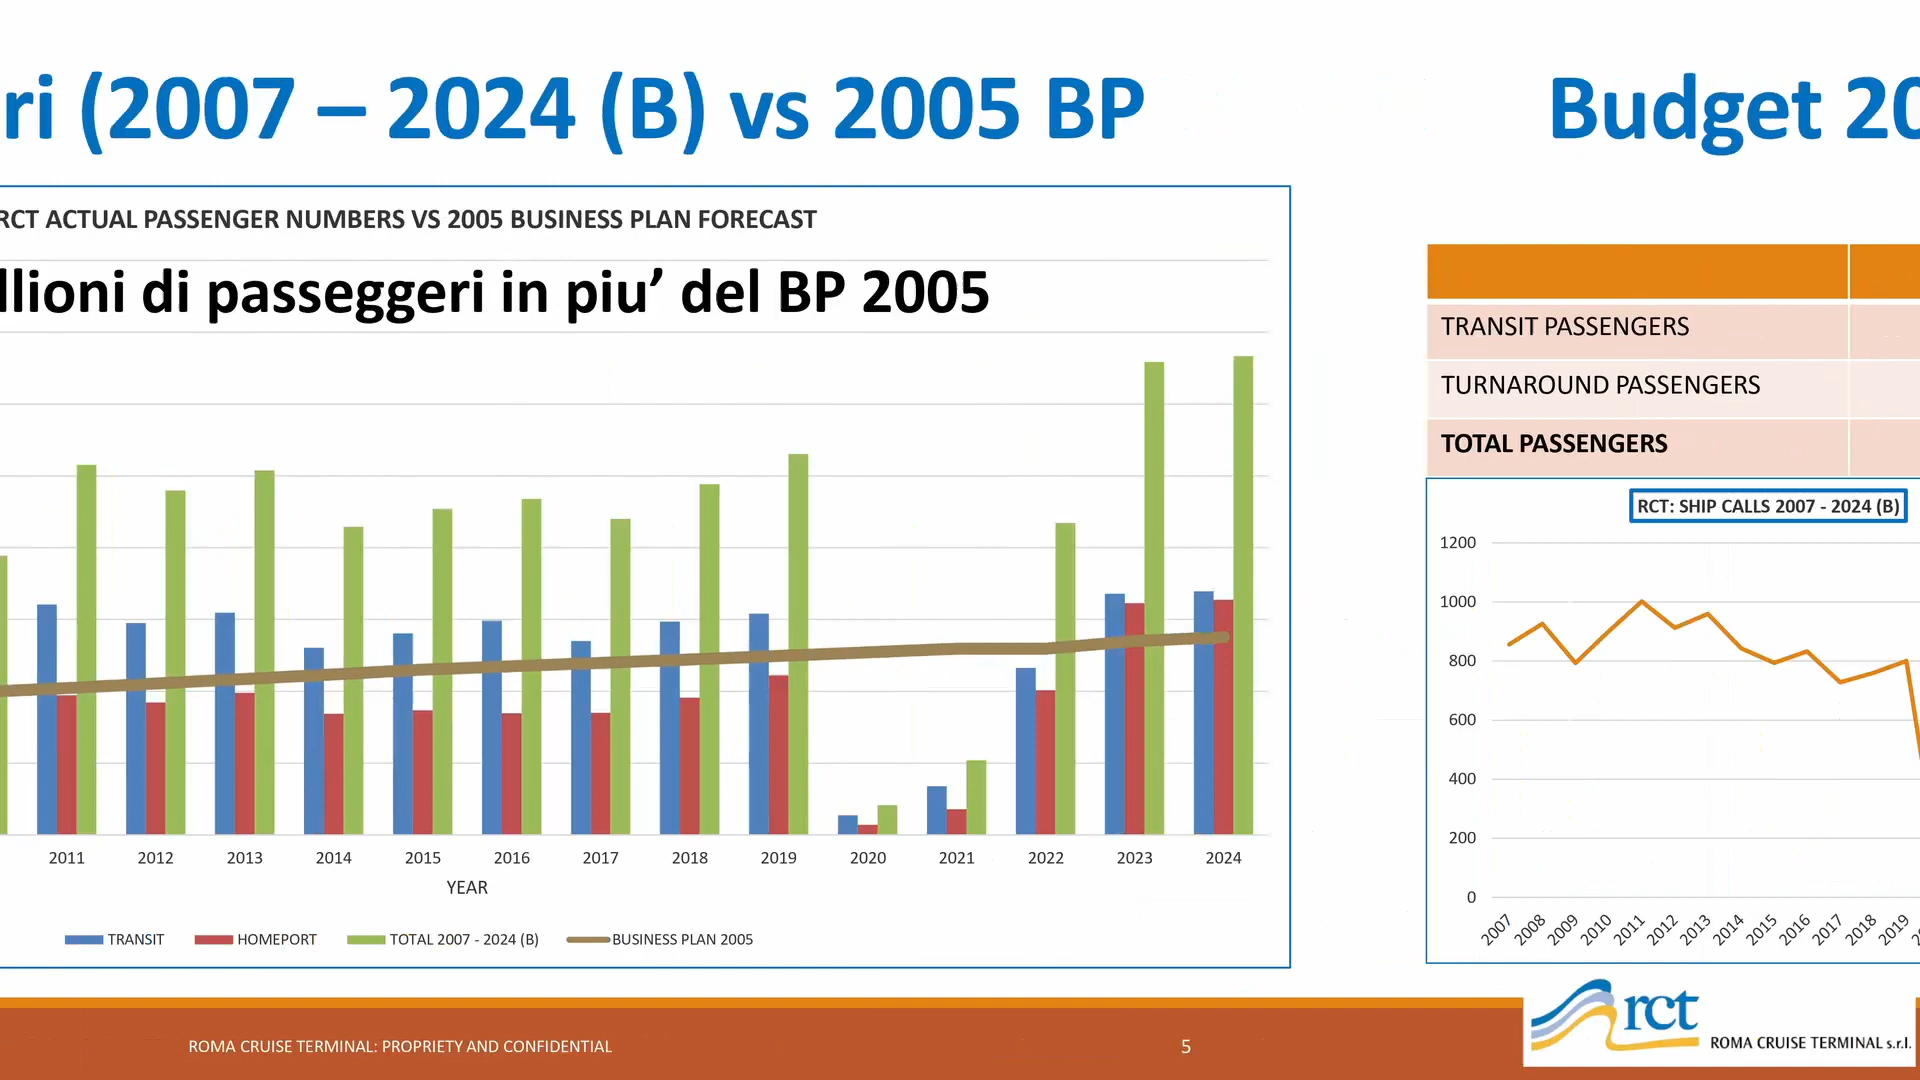 ri (2007 – 2024 (B) vs 2005 BP
RCT ACTUAL PASSENGER NUMBERS VS 2005 BUSINESS PLAN FORECAST
llioni di passeggeri in piu’ del BP 2005
2011 2012 2013 2014 2015 2016 2017 2018 2019 2020 2021 2022 2023 2024
YEAR
TRANSIT HOMEPORT TOTAL 2007 - 2024 (B) BUSINESS PLAN 2005
Budget 20
TRANSIT PASSENGERS
TURNAROUND PASSENGERS
TOTAL PASSENGERS
RCT: SHIP CALLS 2007 - 2024 (B)
1200
1000
800
600
400
200
0
2007 2008 2009 2010 2011 2012 2013 2014 2015 2016 2017 2018 2019
ROMA CRUISE TERMINAL: PROPRIETY AND CONFIDENTIAL
5
rct
ROMA CRUISE TERMINAL s.r.l.